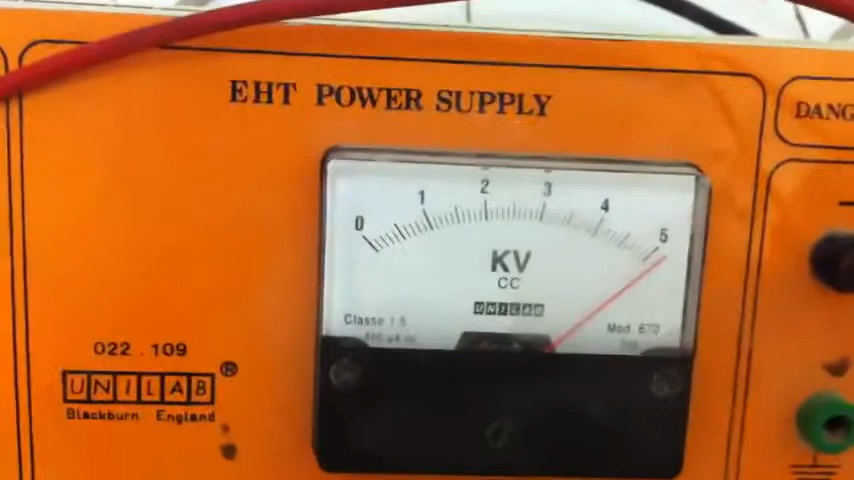 EHT POWER SUPPLY
DANG
0 1 2 3 4 5
KV
CC
UNILAB
Classe 1.5
Mod. 670
022.109
UNILAB®
Blackburn England